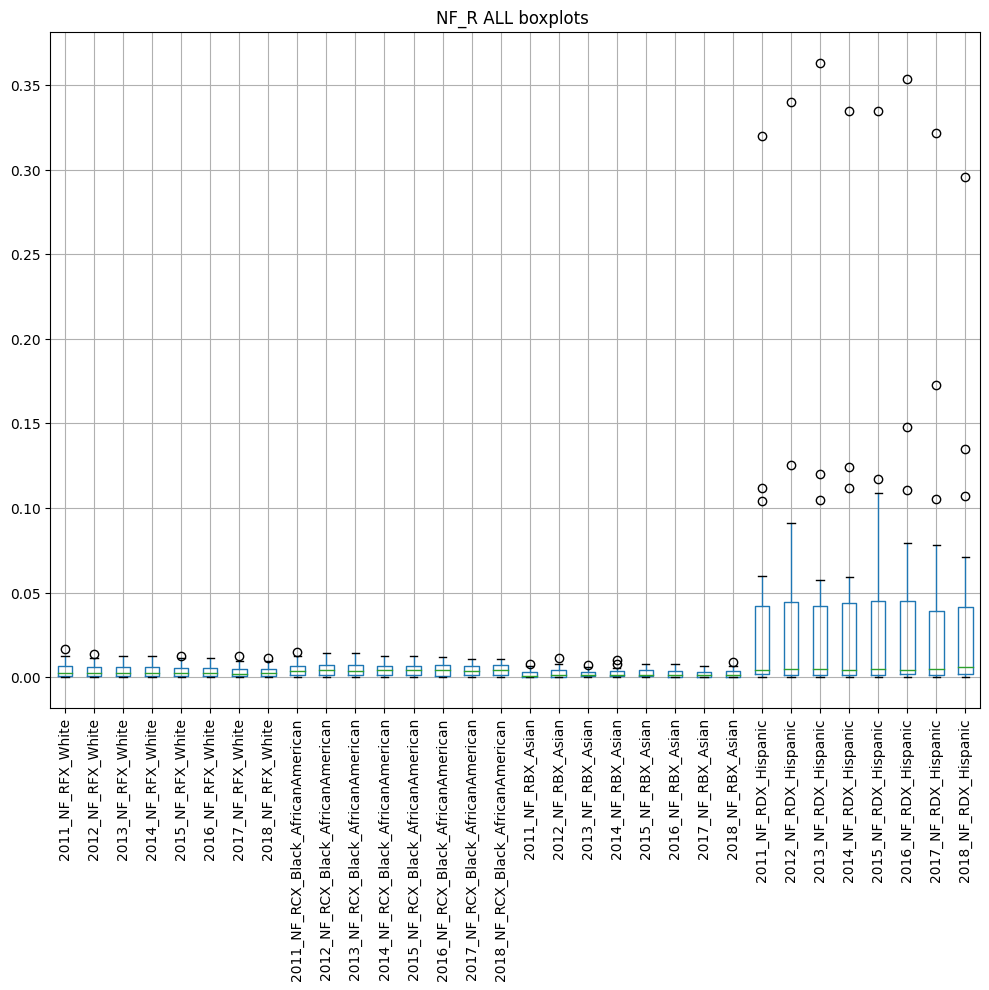 NF_R ALL boxplots
0.35
0.30
0.25
0.20
0.15
0.10
0.05
0.00
2011_NF_RFX_White
2012_NF_RFX_White
2013_NF_RFX_White
2014_NF_RFX_White
2015_NF_RFX_White
2016_NF_RFX_White
2017_NF_RFX_White
2018_NF_RFX_White
2011_NF_RCX_Black_AfricanAmerican
2012_NF_RCX_Black_AfricanAmerican
2013_NF_RCX_Black_AfricanAmerican
2014_NF_RCX_Black_AfricanAmerican
2015_NF_RCX_Black_AfricanAmerican
2016_NF_RCX_Black_AfricanAmerican
2017_NF_RCX_Black_AfricanAmerican
2018_NF_RCX_Black_AfricanAmerican
2011_NF_RBX_Asian
2012_NF_RBX_Asian
2013_NF_RBX_Asian
2014_NF_RBX_Asian
2015_NF_RBX_Asian
2016_NF_RBX_Asian
2017_NF_RBX_Asian
2018_NF_RBX_Asian
2011_NF_RDX_Hispanic
2012_NF_RDX_Hispanic
2013_NF_RDX_Hispanic
2014_NF_RDX_Hispanic
2015_NF_RDX_Hispanic
2016_NF_RDX_Hispanic
2017_NF_RDX_Hispanic
2018_NF_RDX_Hispanic